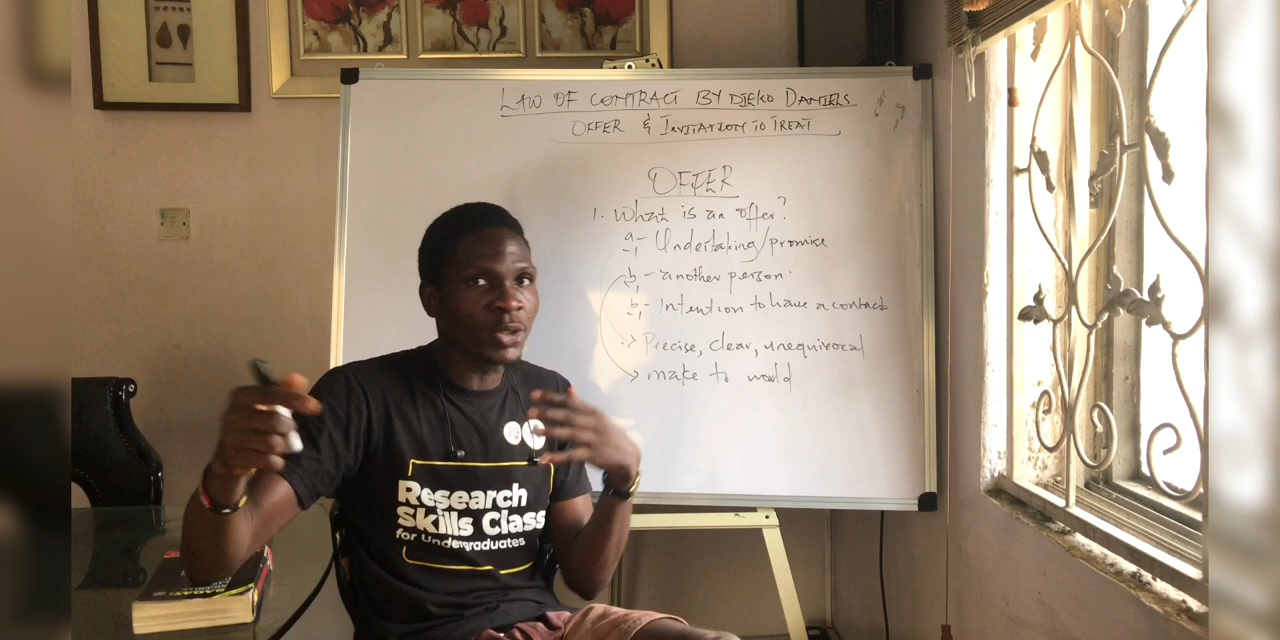 LAW OF CONTRACT BY DJEKO DANIELS
OFFER & INVITATION TO TREAT
OFFER
1. What is an offer?
a- Undertaking/promise
b- another person.
b- Intention to have a contact
Precise, clear, unequivocal
make to world
Research
Skills Class
for Undergraduates